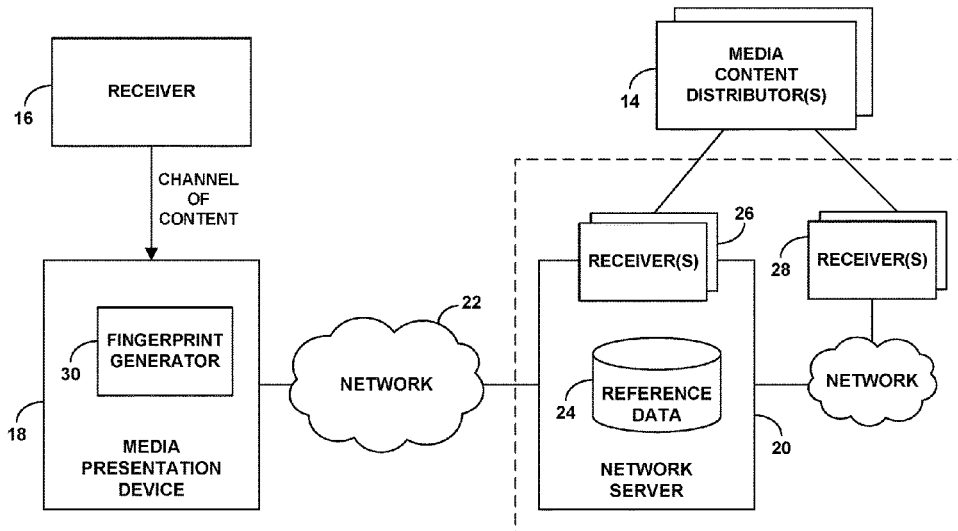 RECEIVER
16
CHANNEL
OF
CONTENT
MEDIA
CONTENT
DISTRIBUTOR(S)
14
RECEIVER(S)
26
RECEIVER(S)
28
FINGERPRINT
GENERATOR
30
MEDIA
PRESENTATION
DEVICE
18
NETWORK
22
REFERENCE
DATA
24
NETWORK
SERVER
20
NETWORK